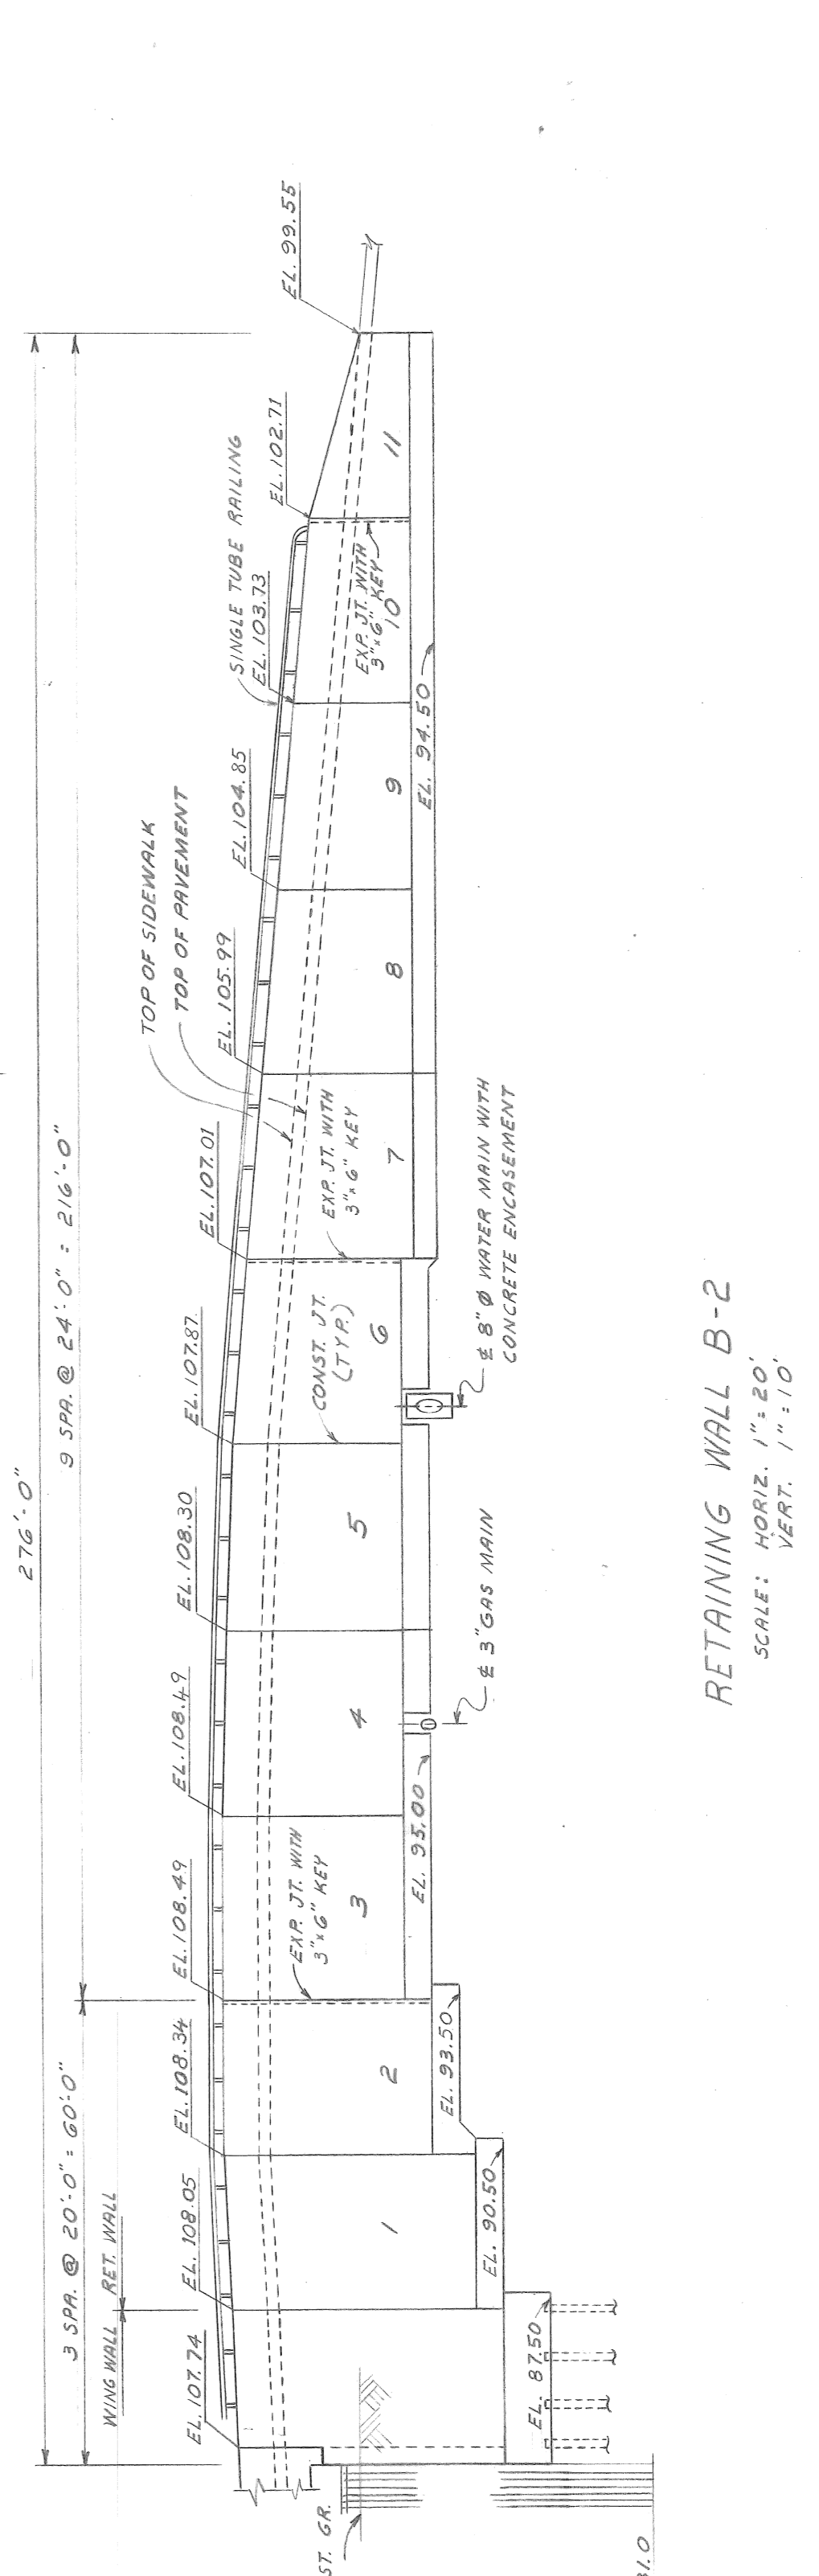 276'-0"
3 SPA. @ 20'-0" = 60'-0"
9 SPA. @ 24'-0" = 216'-0"
WING WALL
RET. WALL
EL. 107.74
EL. 108.05
EL. 108.34
EL. 108.49
EL. 108.49
EL. 108.30
EL. 107.87
EL. 107.01
EL. 105.99
EL. 104.85
EL. 103.73
EL. 102.71
EL. 99.55
TOP OF SIDEWALK
TOP OF PAVEMENT
SINGLE TUBE RAILING
EXP. JT. WITH
3"x6" KEY
CONST. JT.
(TYP.)
EXP. JT. WITH
3"x6" KEY
EXP. JT. WITH
3"x6" KEY
1
2
3
4
5
6
7
8
9
10
11
EL. 87.50
EL. 90.50
EL. 93.50
EL. 95.00
EL. 94.50
℄ 3" GAS MAIN
℄ 8" Ø WATER MAIN WITH
CONCRETE ENCASEMENT
ST. GR.
31.0
RETAINING WALL B-2
SCALE: HORIZ. 1"=20'
VERT. 1"=10'